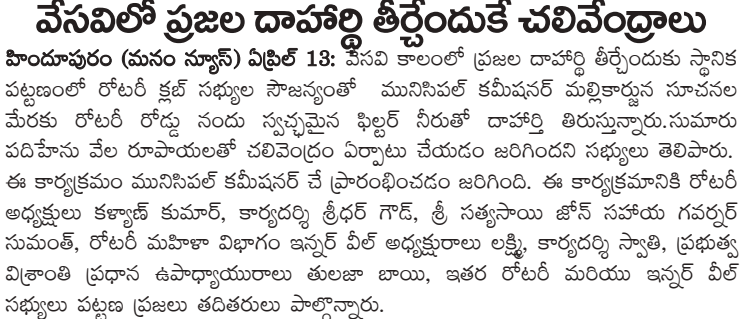 వేసవిలో ప్రజల దాహార్థి తీర్చేందుకే చలివేంద్రాలు
హిందూపురం (మనం న్యూస్) ఏప్రిల్ 13: వేసవి కాలంలో ప్రజల దాహార్థి తీర్చేందుకు స్థానిక
పట్టణంలో రోటరీ క్లబ్ సభ్యుల సౌజన్యంతో మునిసిపల్ కమీషనర్ మల్లికార్జున సూచనల
మేరకు రోటరీ రోడ్డు నందు స్వచ్ఛమైన ఫిల్టర్ నీరుతో దాహార్తి తిరుస్తున్నారు.సుమారు
పదిహేను వేల రూపాయలతో చలివేంద్రం ఏర్పాటు చేయడం జరిగిందని సభ్యులు తెలిపారు.
ఈ కార్యక్రమం మునిసిపల్ కమీషనర్ చే ప్రారంభించడం జరిగింది. ఈ కార్యక్రమానికి రోటరీ
అధ్యక్షులు కళ్యాణ్ కుమార్, కార్యదర్శి శ్రీధర్ గౌడ్, శ్రీ సత్యసాయి జోన్ సహాయ గవర్నర్
సుమంత్, రోటరీ మహిళా విభాగం ఇన్నర్ వీల్ అధ్యక్షురాలు లక్ష్మి, కార్యదర్శి స్వాతి, ప్రభుత్వ
విశ్రాంతి ప్రధాన ఉపాధ్యాయురాలు తులజా బాయి, ఇతర రోటరీ మరియు ఇన్నర్ వీల్
సభ్యులు పట్టణ ప్రజలు తదితరులు పాల్గొన్నారు.